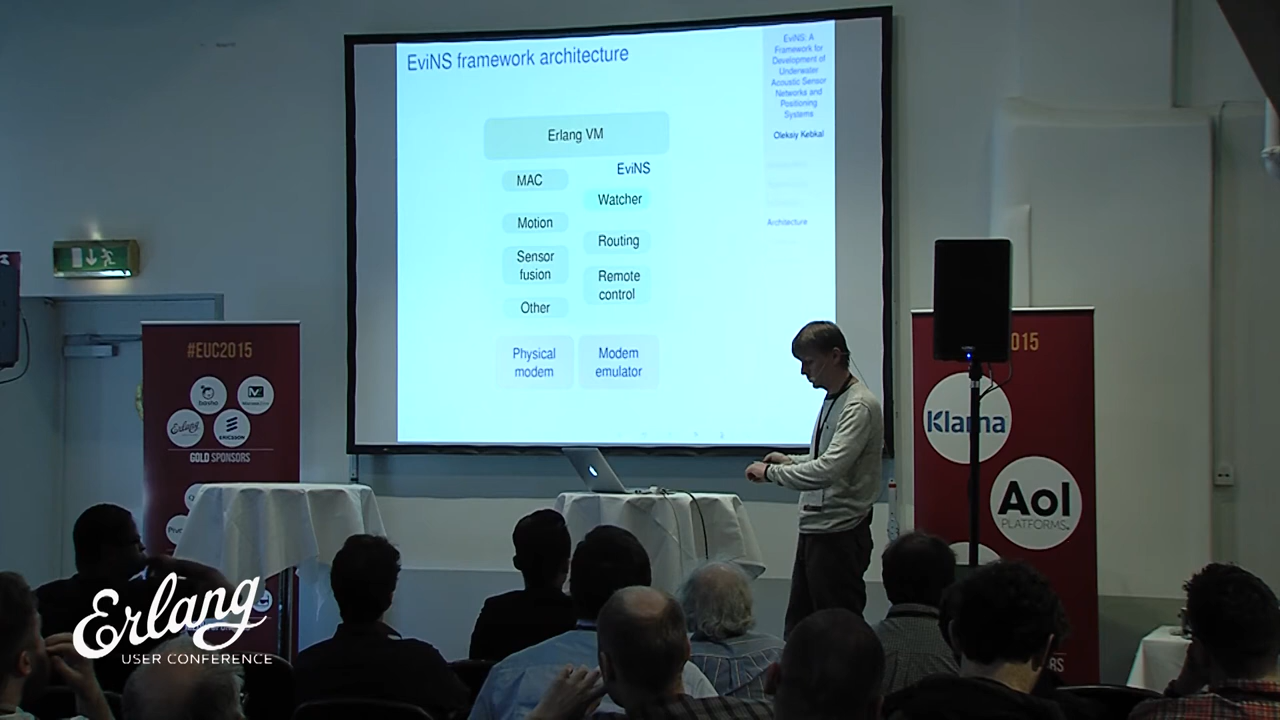 EviNS framework architecture
Erlang VM
EviNS
MAC
Watcher
Motion
Routing
Sensor
fusion
Remote
control
Other
Physical
modem
Modem
emulator
EviNS: A
Framework for
Development of
Underwater
Acoustic Sensor
Networks and
Positioning
Systems
Oleksiy Kebkal
Architecture
#EUC2015
basho
Erlang
ERICSSON
GOLD SPONSORS
015
Klarna
Aol
PLATFORMS.
Erlang
USER CONFERENCE